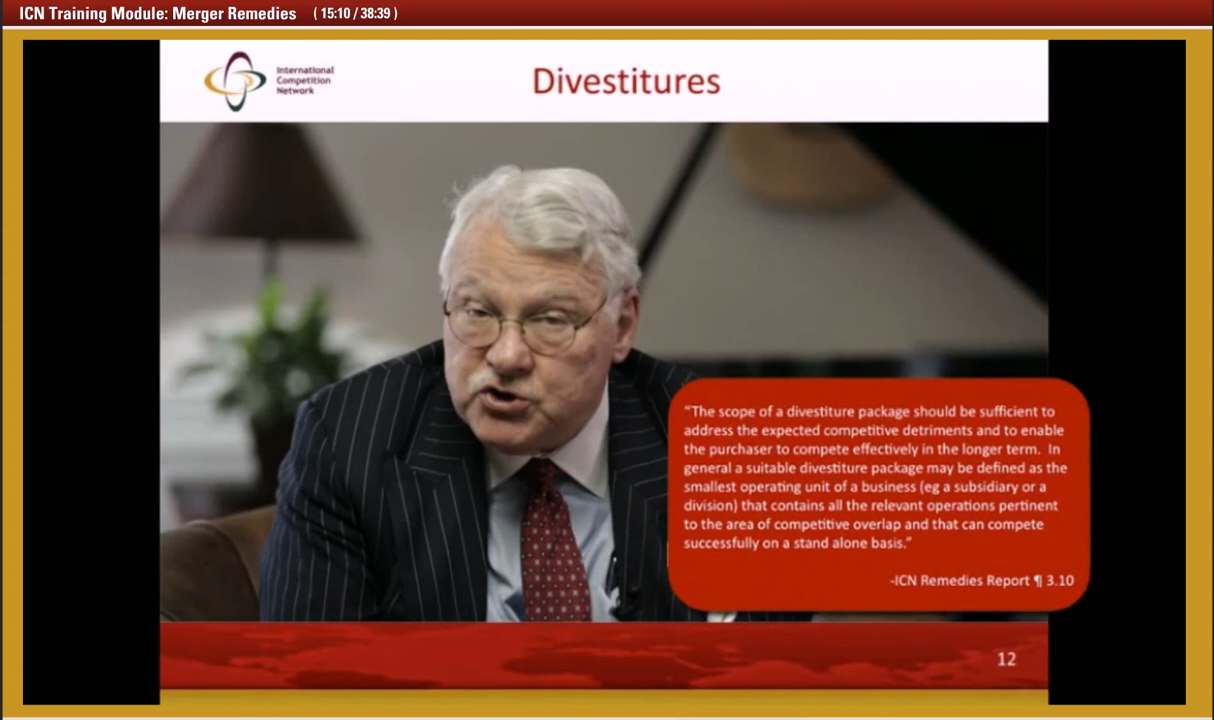 ICN Training Module: Merger Remedies ( 15:10 / 38:39 )
International
Competition
Network
Divestitures
“The scope of a divestiture package should be sufficient to
address the expected competitive detriments and to enable
the purchaser to compete effectively in the longer term.  In
general a suitable divestiture package may be defined as the
smallest operating unit of a business (eg a subsidiary or a
division) that contains all the relevant operations pertinent
to the area of competitive overlap and that can compete
successfully on a stand alone basis.”
-ICN Remedies Report ¶ 3.10
12